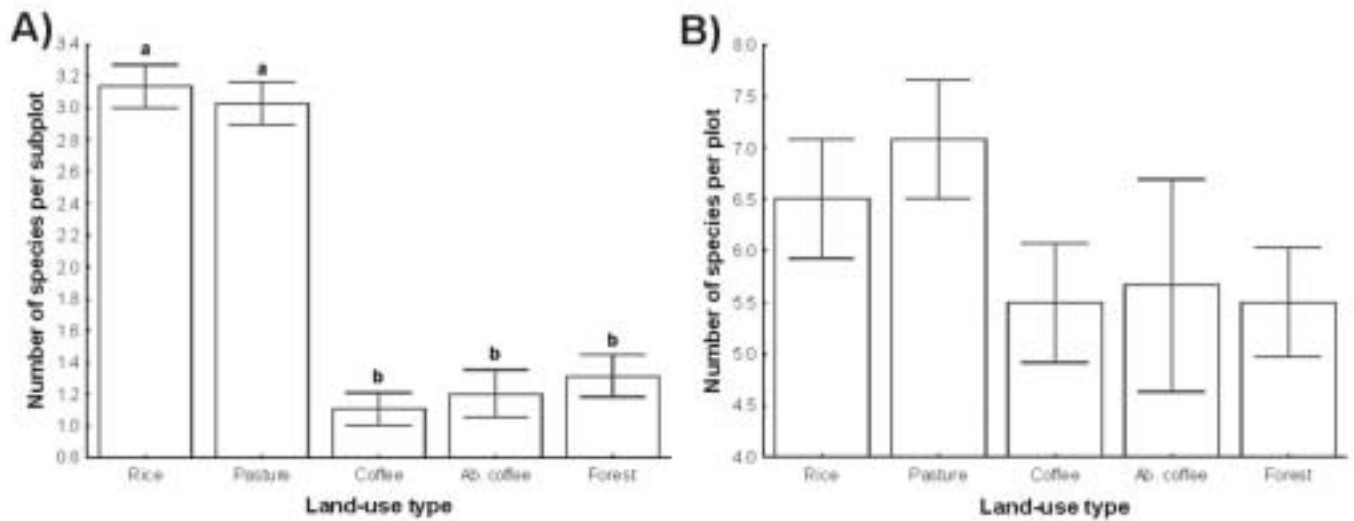 A)
Number of species per subplot
3.4
3.2
3.0
2.8
2.6
2.4
2.2
2.0
1.8
1.6
1.4
1.2
1.0
0.8
a
a
b
b
b
Rice Pasture Coffee Ab. coffee Forest
Land-use type
B)
Number of species per plot
8.0
7.5
7.0
6.5
6.0
5.5
5.0
4.5
4.0
Rice Pasture Coffee Ab. coffee Forest
Land-use type